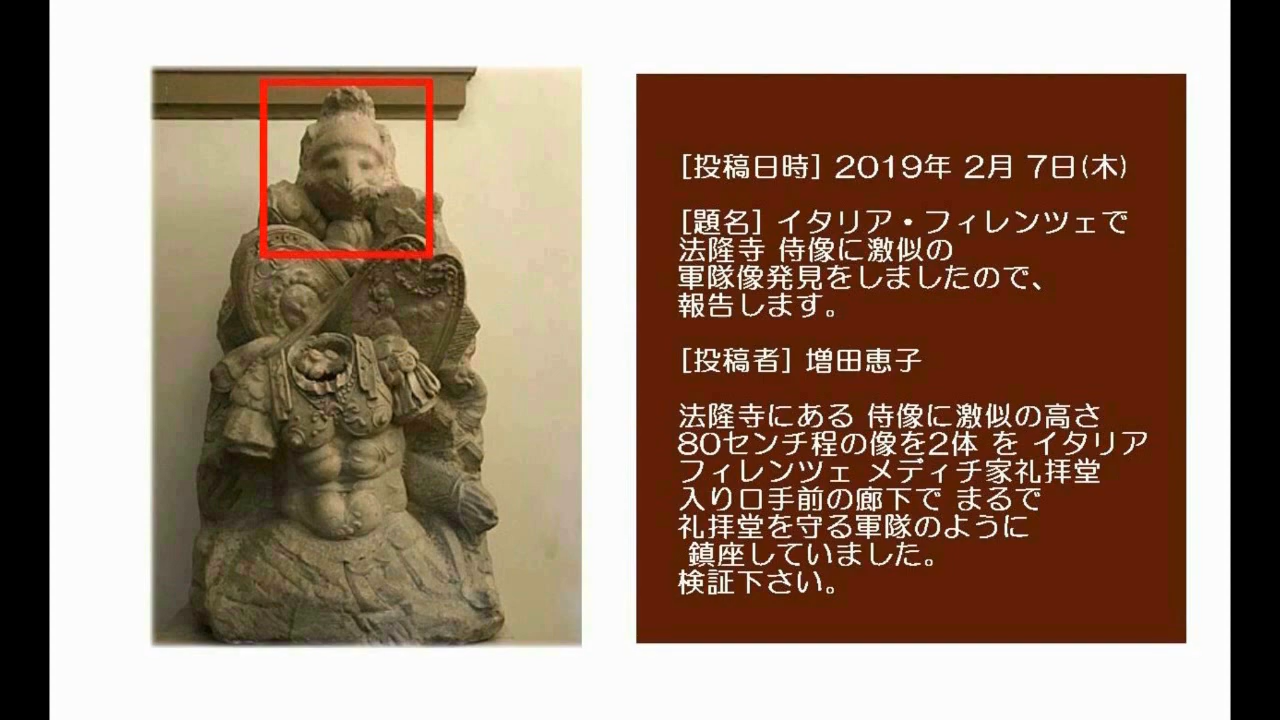 [投稿日時] 2019年 2月 7日(木)
[題名] イタリア・フィレンツェで
法隆寺 侍像に激似の
軍隊像発見をしましたので、
報告します。
[投稿者] 増田恵子
法隆寺にある 侍像に激似の高さ
80センチ程の像を2体 を イタリア
フィレンツェ メディチ家礼拝堂
入り口手前の廊下で まるで
礼拝堂を守る軍隊のように
鎮座していました。
検証下さい。